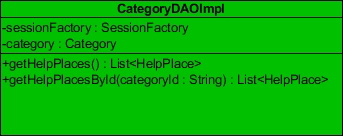 CategoryDAOImpl
-sessionFactory : SessionFactory
-category : Category
+getHelpPlaces() : List<HelpPlace>
+getHelpPlacesById(categoryId : String) : List<HelpPlace>